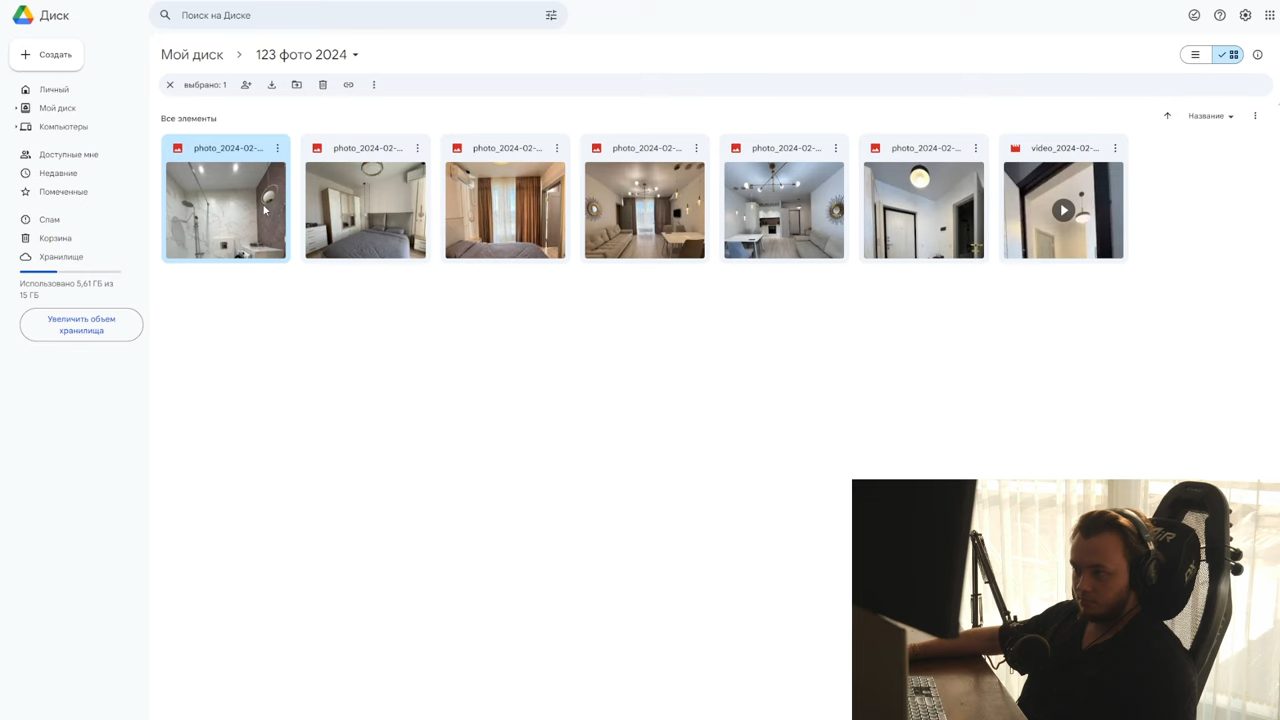 Диск
Поиск на Диске
Создать
Мой диск
123 фото 2024
выбрано: 1
Личный
Мой диск
Компьютеры
Доступные мне
Недавние
Помеченные
Спам
Корзина
Хранилище
Использовано 5,61 ГБ из
15 ГБ
Увеличить объем
хранилища
Все элементы
Название
photo_2024-02-...
photo_2024-02-...
photo_2024-02-...
photo_2024-02-...
photo_2024-02-...
photo_2024-02-...
video_2024-02-...